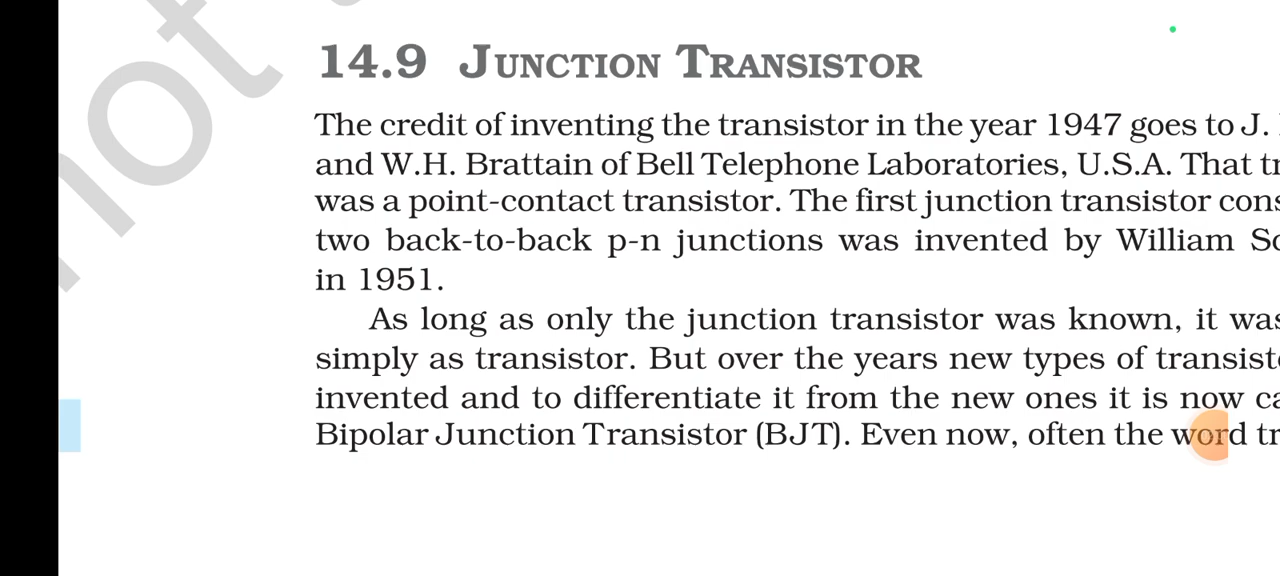 not
14.9 JUNCTION TRANSISTOR
The credit of inventing the transistor in the year 1947 goes to J.
and W.H. Brattain of Bell Telephone Laboratories, U.S.A. That
was a point-contact transistor. The first junction transistor
two back-to-back p-n junctions was invented by William
in 1951.
As long as only the junction transistor was known, it was
simply as transistor. But over the years new types of
invented and to differentiate it from the new ones it is now
Bipolar Junction Transistor (BJT). Even now, often the word